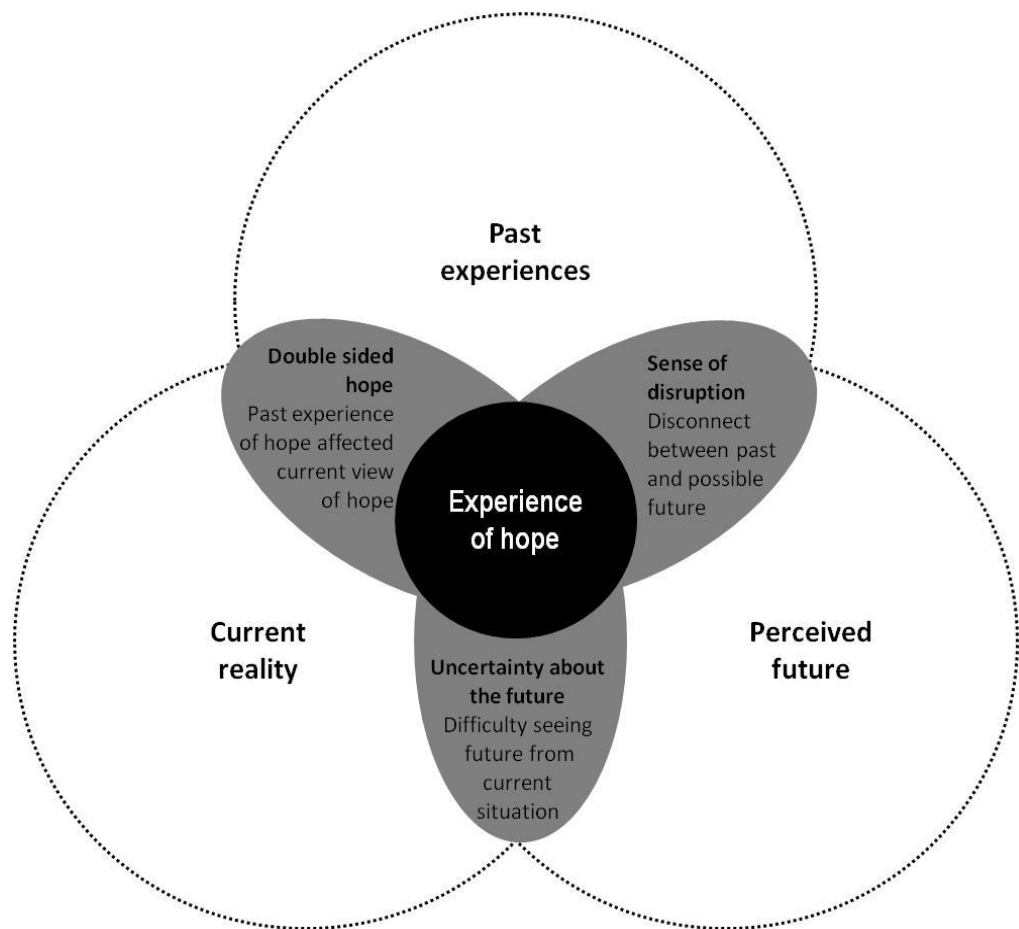 Past
experiences
Double sided
hope
Past experience
of hope affected
current view
of hope
Sense of
disruption
Disconnect
between past
and possible
future
Experience
of hope
Current
reality
Perceived
future
Uncertainty about
the future
Difficulty seeing
future from
current
situation